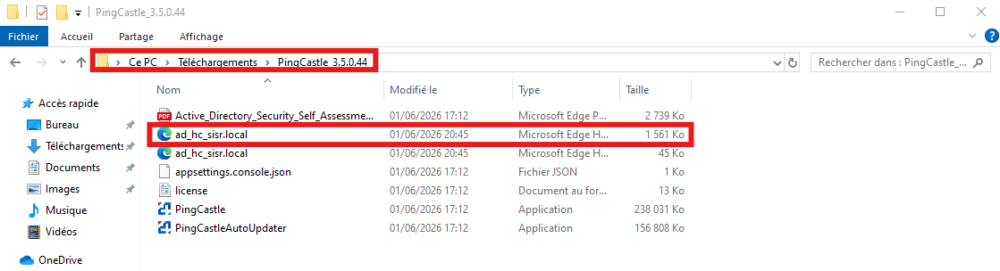 PingCastle_3.5.0.44
Fichier Accueil Partage Affichage
Ce PC > Téléchargements > PingCastle_3.5.0.44 Rechercher dans : PingCastle_...
Nom Modifié le Type Taille
Accès rapide
Bureau
Téléchargements
Documents
Images
Musique
Vidéos
OneDrive
Active_Directory_Security_Self_Assessme... 01/06/2026 17:12 Microsoft Edge P... 2 739 Ko
ad_hc_sisr.local 01/06/2026 20:45 Microsoft Edge H... 1 561 Ko
ad_hc_sisr.local 01/06/2026 20:45 Microsoft Edge H... 45 Ko
appsettings.console.json 01/06/2026 17:12 Fichier JSON 1 Ko
license 01/06/2026 17:12 Document au for... 13 Ko
PingCastle 01/06/2026 17:12 Application 238 031 Ko
PingCastleAutoUpdater 01/06/2026 17:12 Application 156 808 Ko